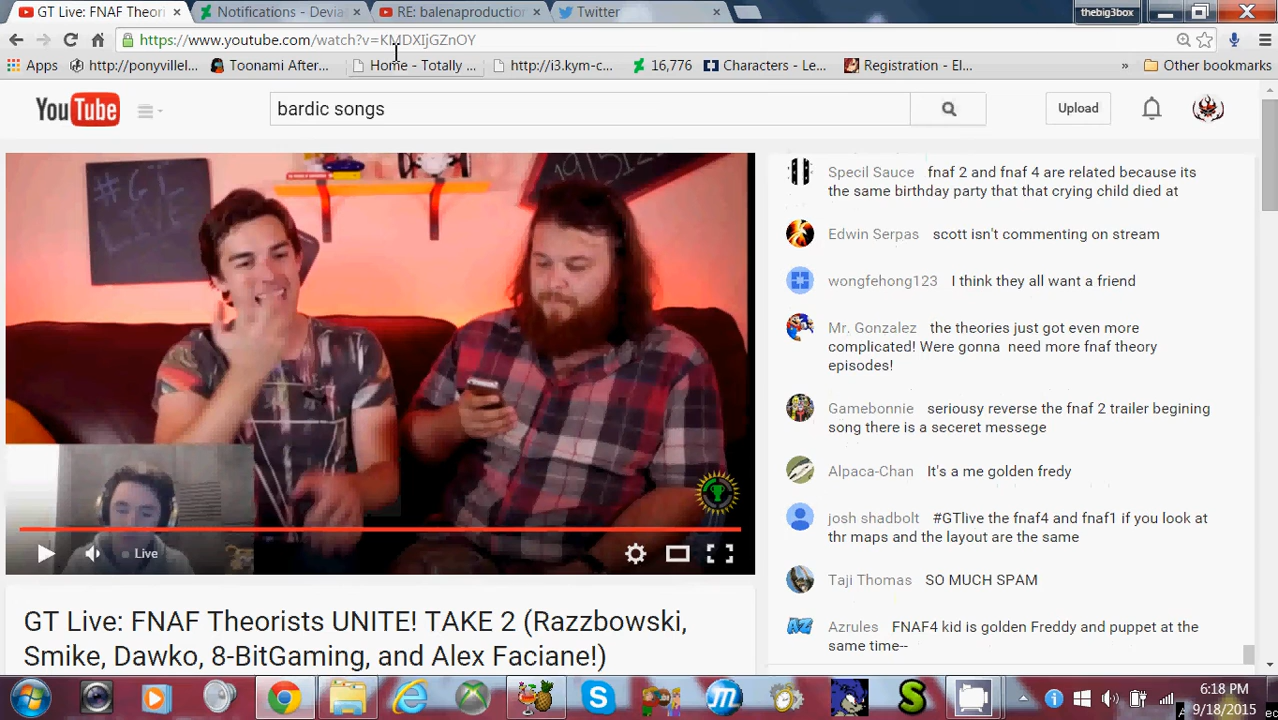 GT Live: FNAF Theori
Notifications - Devia
RE: balenaproduction
Twitter
thebig3box
https://www.youtube.com/watch?v=KMDXIjGZnOY
Apps
http://ponyvillel...
Toonami After...
Home - Totally ...
http://i3.kym-c...
16,776
Characters - Le...
Registration - El...
»
Other bookmarks
YouTube
bardic songs
Upload
#GT
LIVE
Specil Sauce fnaf 2 and fnaf 4 are related because its
the same birthday party that that crying child died at
Edwin Serpas scott isn't commenting on stream
wongfehong123 I think they all want a friend
Mr. Gonzalez the theories just got even more
complicated! Were gonna need more fnaf theory
episodes!
Gamebonnie seriousy reverse the fnaf 2 trailer begining
song there is a seceret messege
Alpaca-Chan It's a me golden fredy
josh shadbolt #GTlive the fnaf4 and fnaf1 if you look at
thr maps and the layout are the same
Taji Thomas SO MUCH SPAM
Azrules FNAF4 kid is golden Freddy and puppet at the
same time--
Live
GT Live: FNAF Theorists UNITE! TAKE 2 (Razzbowski,
Smike, Dawko, 8-BitGaming, and Alex Faciane!)
6:18 PM
9/18/2015